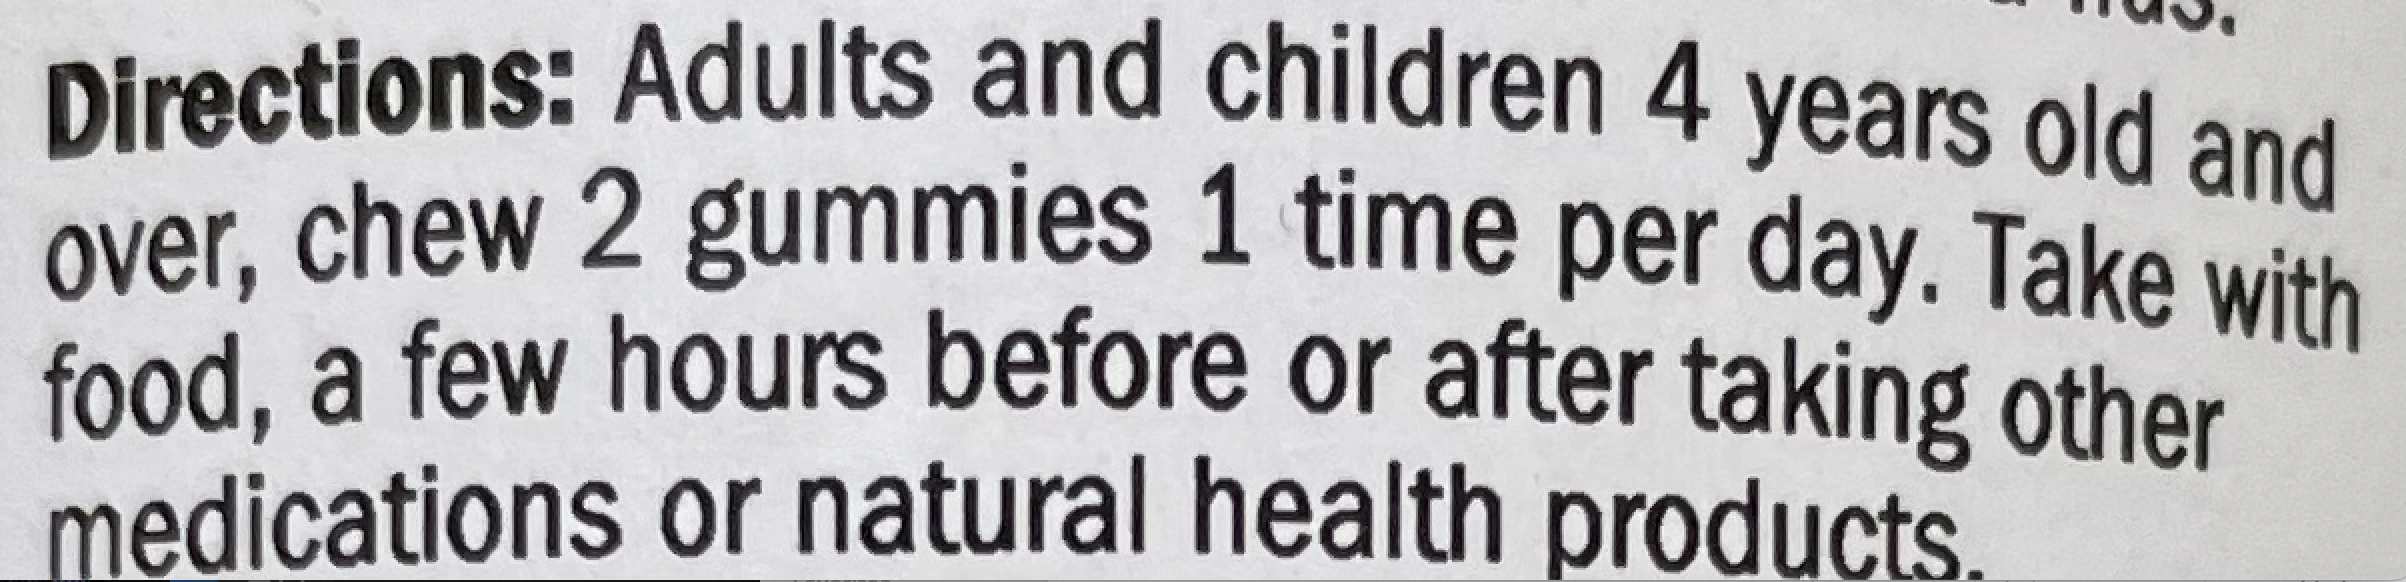 Directions: Adults and children 4 years old and
over, chew 2 gummies 1 time per day. Take with
food, a few hours before or after taking other
medications or natural health products.